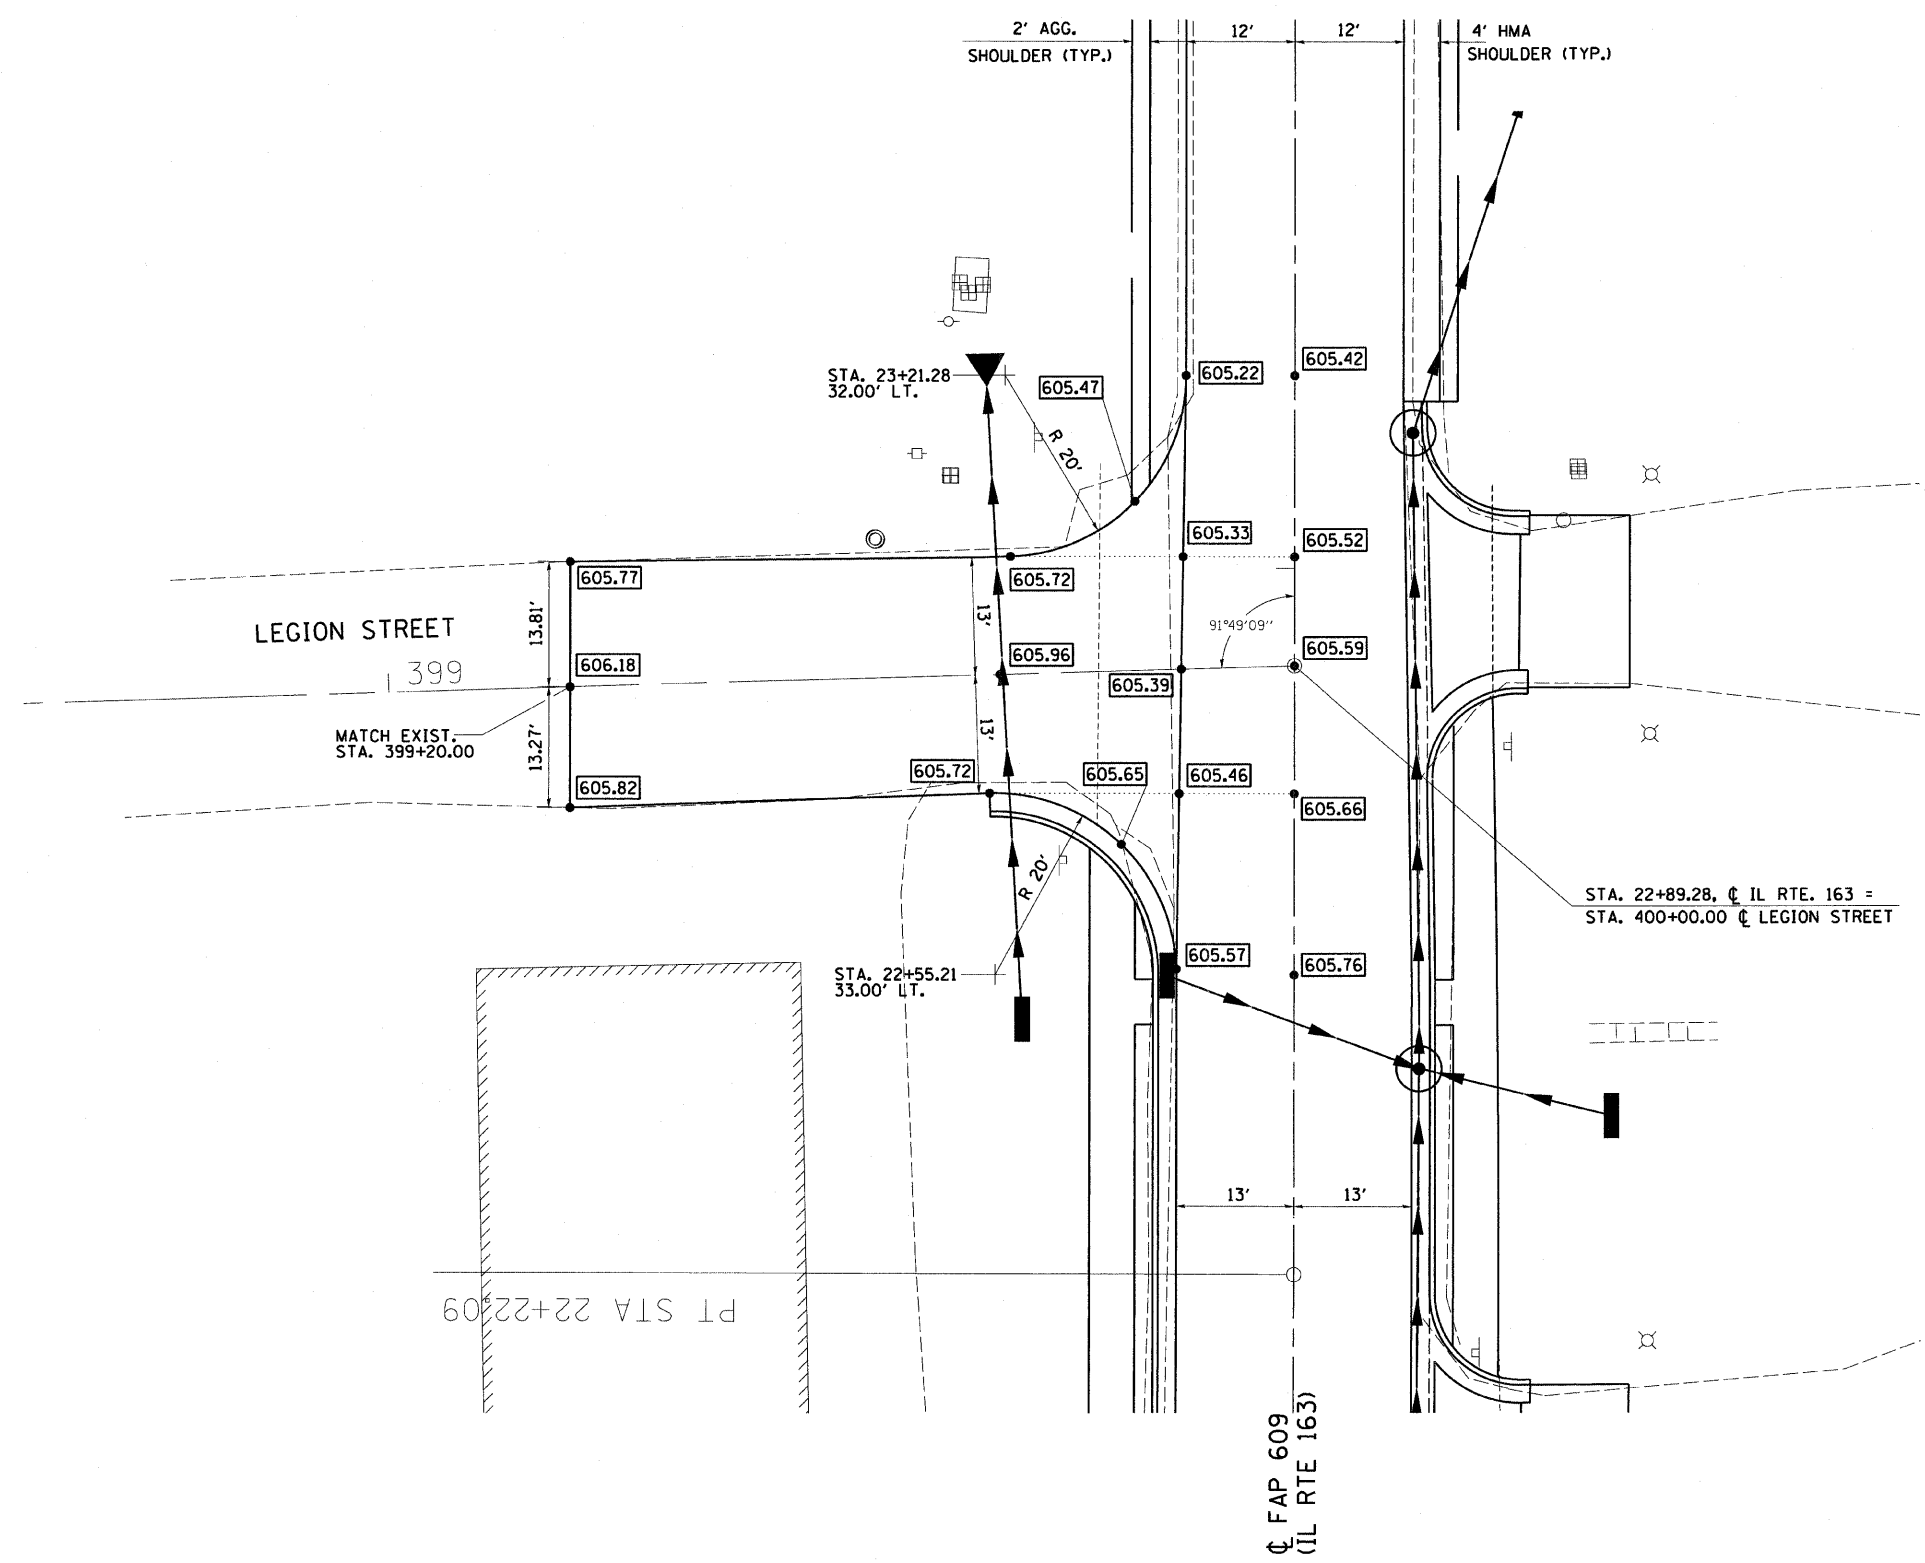 2' AGG.
SHOULDER (TYP.)
12'
12'
4' HMA
SHOULDER (TYP.)
605.42
605.22
STA. 23+21.28
32.00' LT.
605.47
R 20'
605.33
605.52
605.77
605.72
13.81'
13'
LEGION STREET
91°49'09"
399
606.18
605.96
605.59
605.39
MATCH EXIST.
STA. 399+20.00
13.27'
13'
605.82
605.72
605.65
605.46
605.66
R 20'
STA. 22+89.28, ℄ IL RTE. 163 =
STA. 400+00.00 ℄ LEGION STREET
605.57
605.76
STA. 22+55.21
33.00' LT.
13'
13'
PT STA 22+22.09
℄ FAP 609
(IL RTE 163)